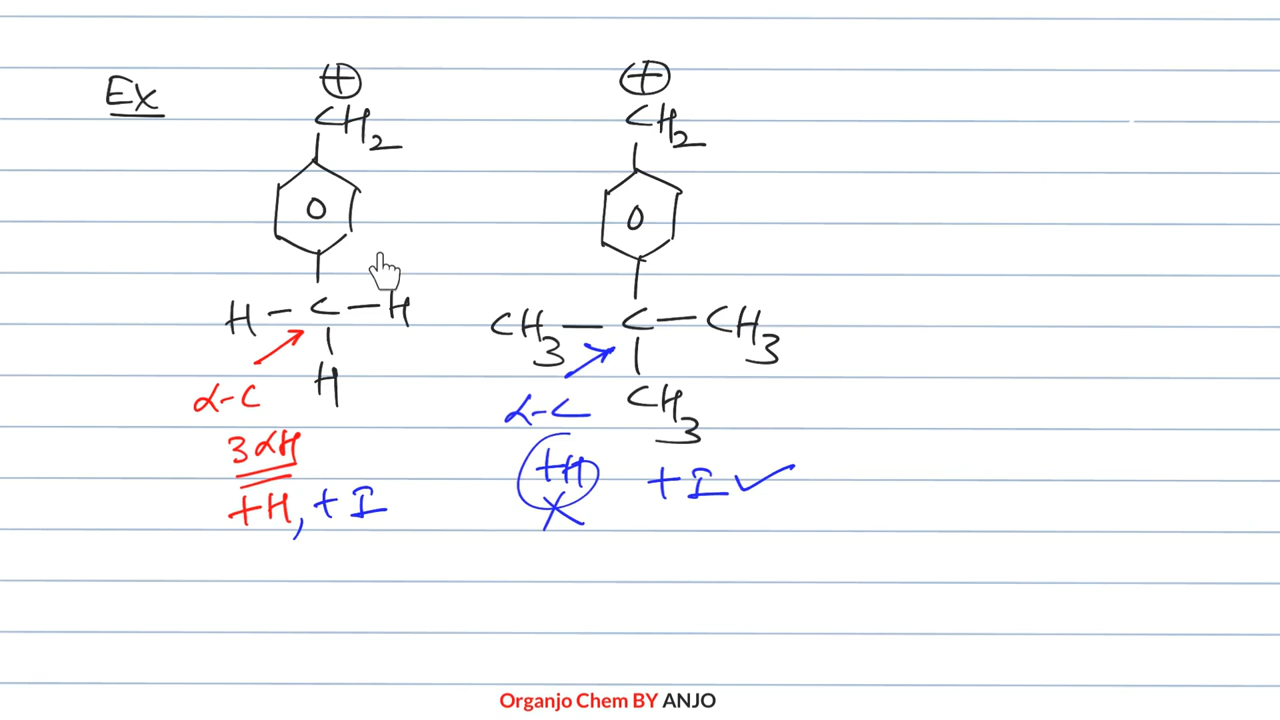 Ex
⊕ ⊕
CH2 CH2
H - C - H CH3 - C - CH3
H CH3
α-C α-C
3αH
+H, +I +H + I ✓
X
Organjo Chem BY ANJO